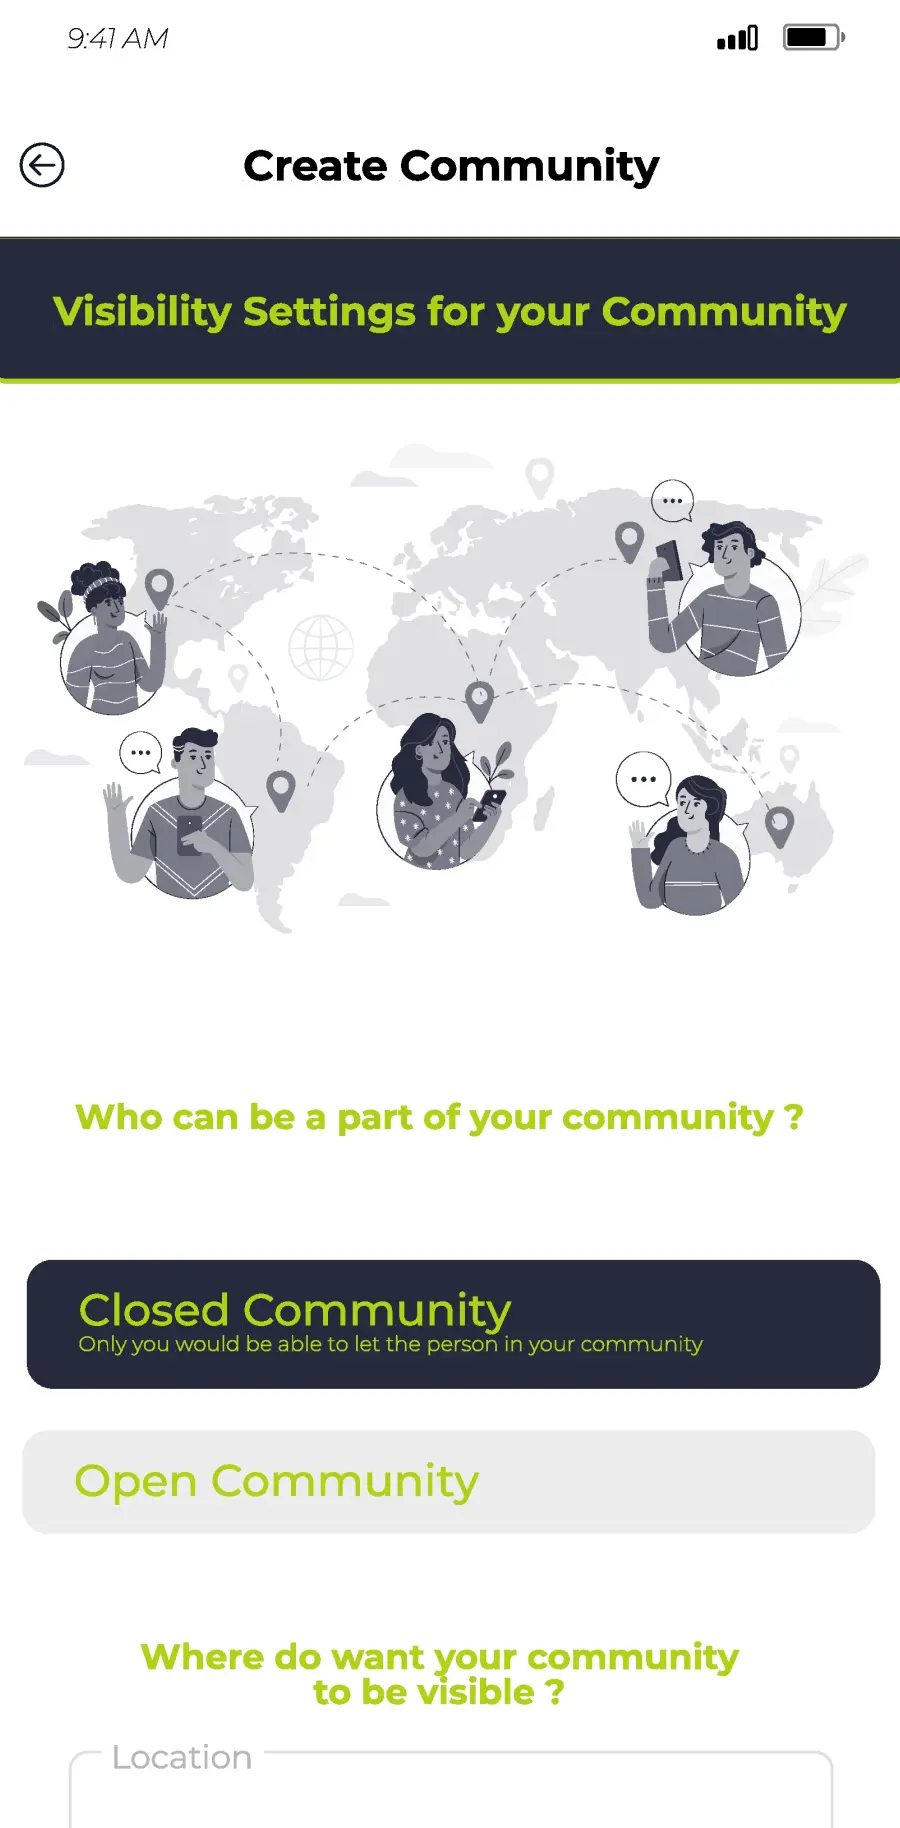 9:41 AM
Create Community
Visibility Settings for your Community
Who can be a part of your community ?
Closed Community
Only you would be able to let the person in your community
Open Community
Where do want your community
to be visible ?
Location